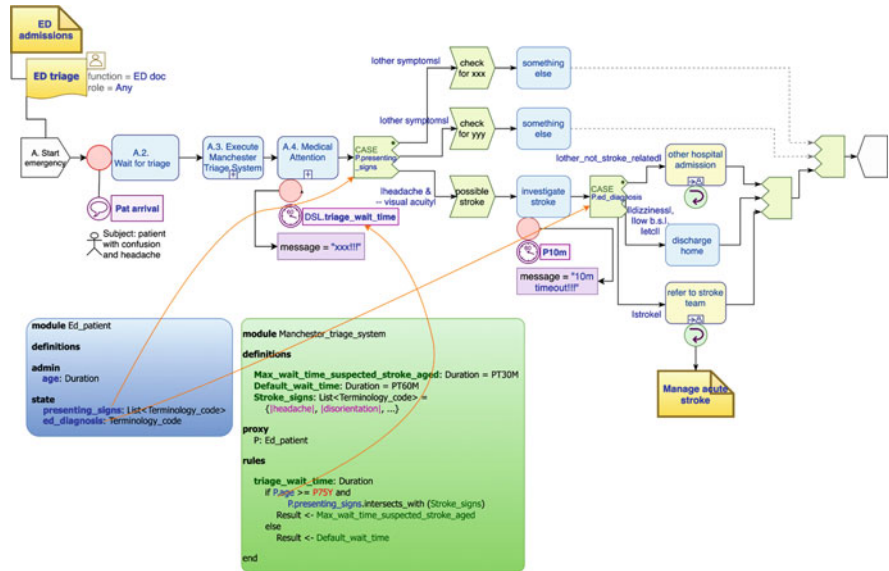 ED
admissions
ED triage
function = ED doc
role = Any
A. Start
emergency
A.2.
Wait for triage
A.3. Execute
Manchester
Triage System
A.4. Medical
Attention
CASE
P.presenting
_signs
|other symptoms|
check
for xxx
something
else
|other symptoms|
check
for yyy
something
else
|headache &
-- visual acuity|
possible
stroke
investigate
stroke
CASE
P.ed_diagnosis
|other_not_stroke_related|
other hospital
admission
|dizziness|,
|low b.s.|,
|etc|
discharge
home
|stroke|
refer to stroke
team
Manage acute
stroke
Pat arrival
Subject: patient
with confusion
and headache
DSL.triage_wait_time
message = "xxx!!!"
P10m
message = "10m
timeout!!!"
module Ed_patient
definitions
admin
age: Duration
state
presenting_signs: List<Terminology_code>
ed_diagnosis: Terminology_code
module Manchestor_triage_system
definitions
Max_wait_time_suspected_stroke_aged: Duration = PT30M
Default_wait_time: Duration = PT60M
Stroke_signs: List<Terminology_code> =
{|headache|, |disorientation|, ...}
proxy
P: Ed_patient
rules
triage_wait_time: Duration
if P.age >= P75Y and
P.presenting_signs.intersects_with (Stroke_signs)
Result <- Max_wait_time_suspected_stroke_aged
else
Result <- Default_wait_time
end